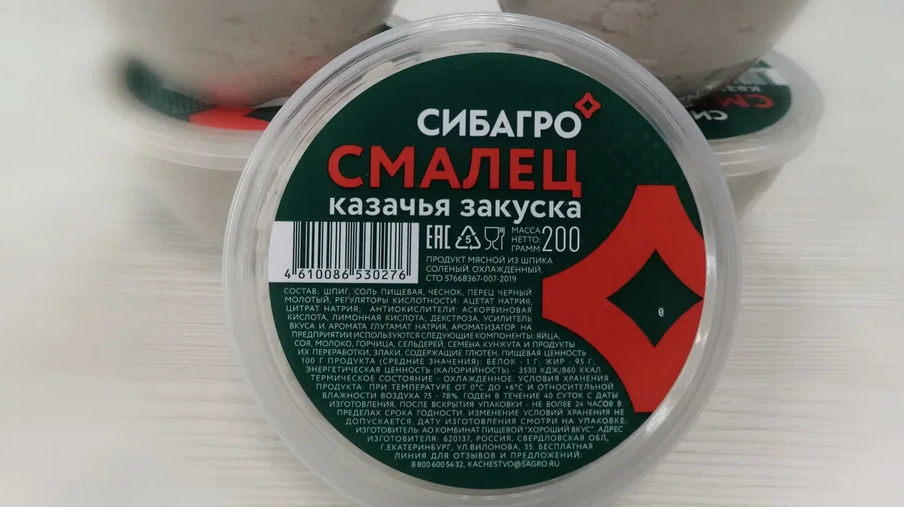 СИБАГРО
СМАЛЕЦ
казачья закуска
4 610086 530276
ЕАС
5
МАССА
НЕТТО:
ГРАММ
200
ПРОДУКТ МЯСНОЙ ИЗ ШПИКА
СОЛЕНЫЙ ОХЛАЖДЕННЫЙ.
СТО 57668367-007-2019
СОСТАВ: ШПИГ, СОЛЬ ПИЩЕВАЯ, ЧЕСНОК, ПЕРЕЦ ЧЕРНЫЙ
МОЛОТЫЙ, РЕГУЛЯТОРЫ КИСЛОТНОСТИ: АЦЕТАТ НАТРИЯ,
ЦИТРАТ НАТРИЯ; АНТИОКИСЛИТЕЛИ: АСКОРБИНОВАЯ
КИСЛОТА, ЛИМОННАЯ КИСЛОТА; ДЕКСТРОЗА, УСИЛИТЕЛЬ
ВКУСА И АРОМАТА ГЛУТАМАТ НАТРИЯ, АРОМАТИЗАТОР. НА
ПРЕДПРИЯТИИ ИСПОЛЬЗУЮТСЯ СЛЕДУЮЩИЕ КОМПОНЕНТЫ: ЯЙЦА,
СОЯ, МОЛОКО, ГОРЧИЦА, СЕЛЬДЕРЕЙ, СЕМЕНА КУНЖУТА И ПРОДУКТЫ
ИХ ПЕРЕРАБОТКИ, ЗЛАКИ, СОДЕРЖАЩИЕ ГЛЮТЕН. ПИЩЕВАЯ ЦЕННОСТЬ
100 Г ПРОДУКТА (СРЕДНИЕ ЗНАЧЕНИЯ): БЕЛОК - 1 Г; ЖИР - 95 Г;
ЭНЕРГЕТИЧЕСКАЯ ЦЕННОСТЬ (КАЛОРИЙНОСТЬ) - 3530 КДЖ/860 ККАЛ.
ТЕРМИЧЕСКОЕ СОСТОЯНИЕ - ОХЛАЖДЕННОЕ. УСЛОВИЯ ХРАНЕНИЯ
ПРОДУКТА: ПРИ ТЕМПЕРАТУРЕ ОТ 0°С ДО +6°С И ОТНОСИТЕЛЬНОЙ
ВЛАЖНОСТИ ВОЗДУХА 75 - 78%. ГОДЕН В ТЕЧЕНИЕ 40 СУТОК С ДАТЫ
ИЗГОТОВЛЕНИЯ, ПОСЛЕ ВСКРЫТИЯ УПАКОВКИ - НЕ БОЛЕЕ 24 ЧАСОВ В
ПРЕДЕЛАХ СРОКА ГОДНОСТИ. ИЗМЕНЕНИЕ УСЛОВИЙ ХРАНЕНИЯ НЕ
ДОПУСКАЕТСЯ. ДАТУ ИЗГОТОВЛЕНИЯ СМОТРИ НА УПАКОВКЕ.
ИЗГОТОВИТЕЛЬ: АО КОМБИНАТ ПИЩЕВОЙ "ХОРОШИЙ ВКУС". АДРЕС
ИЗГОТОВИТЕЛЯ: 620137, РОССИЯ, СВЕРДЛОВСКАЯ ОБЛ,
Г.ЕКАТЕРИНБУРГ, УЛ.ВИЛОНОВА, 35. БЕСПЛАТНАЯ
ЛИНИЯ ДЛЯ ОТЗЫВОВ И ПРЕДЛОЖЕНИЙ:
8 800 600 54 32, KACHESTVO@SAGRO.RU